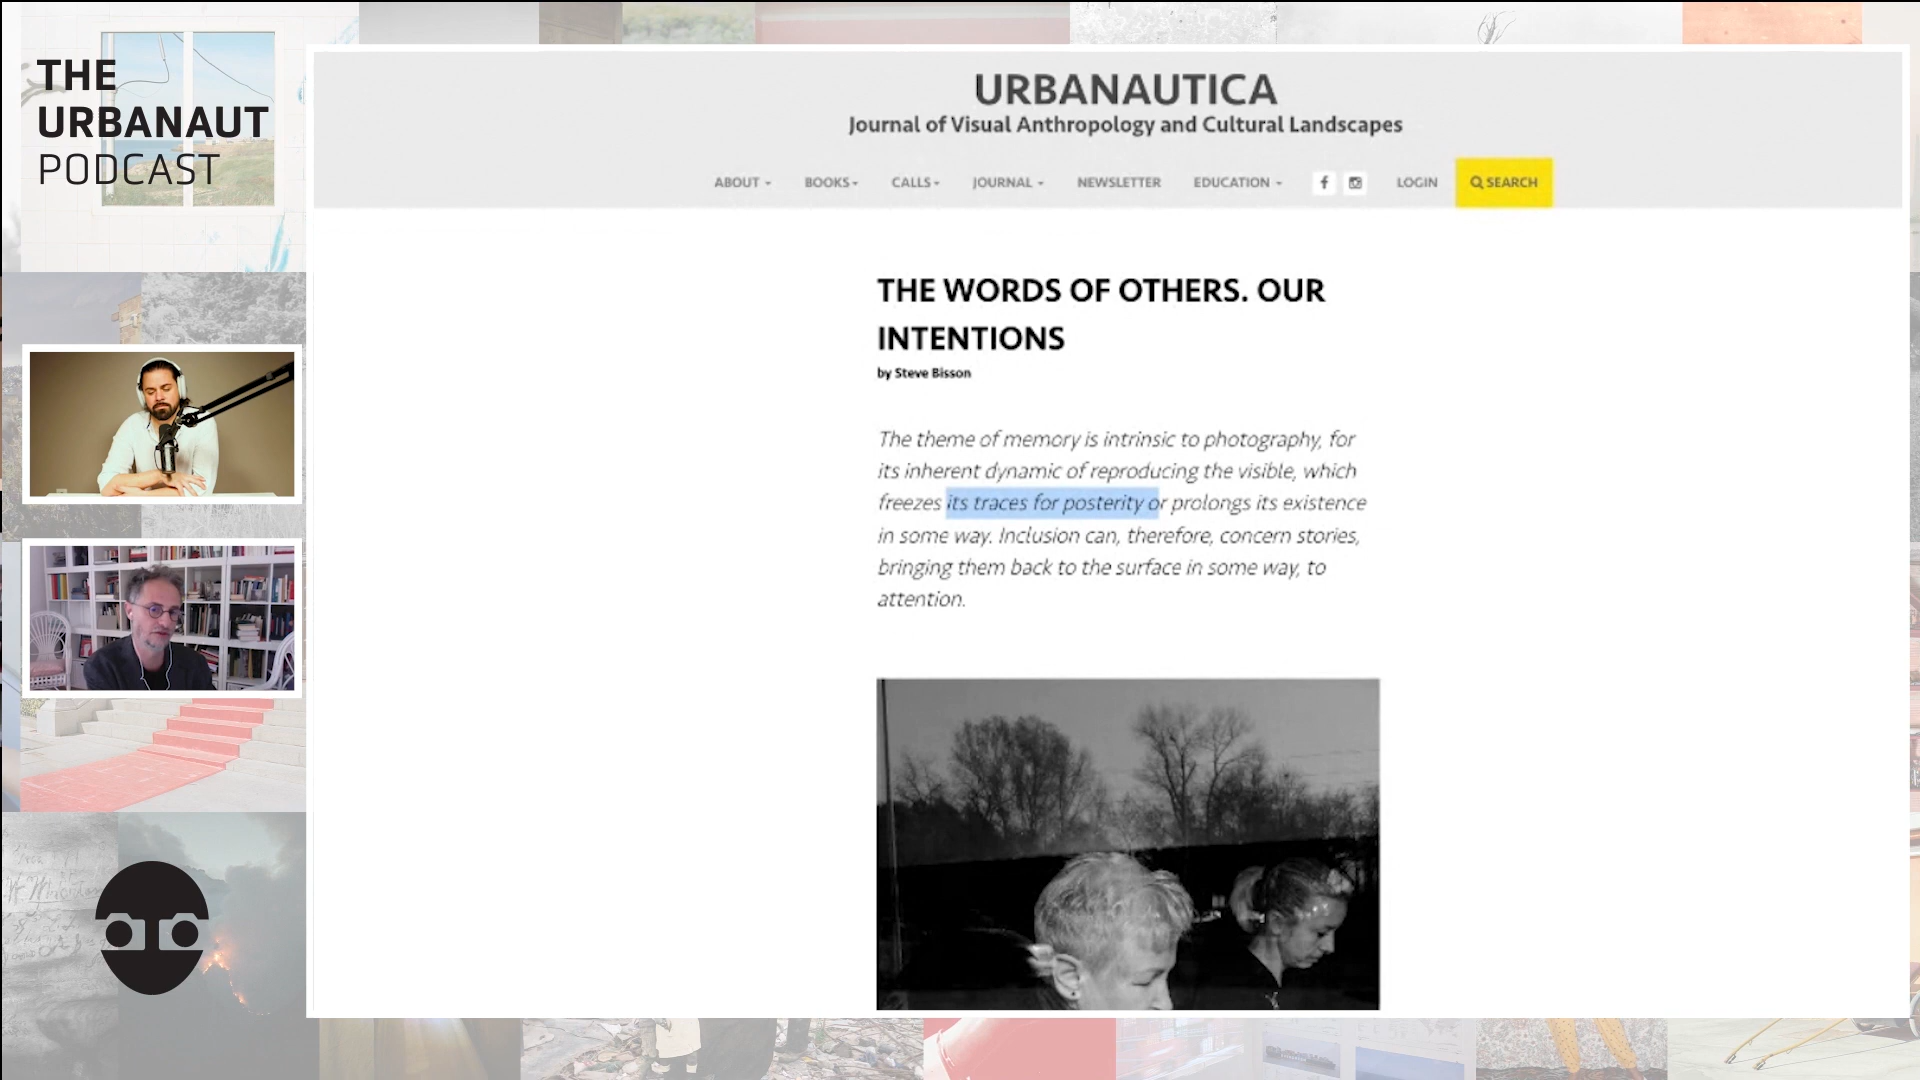 THE
URBANAUT
PODCAST
URBANAUTICA
Journal of Visual Anthropology and Cultural Landscapes
ABOUT BOOKS CALLS JOURNAL NEWSLETTER EDUCATION LOGIN SEARCH
THE WORDS OF OTHERS. OUR
INTENTIONS
by Steve Bisson
The theme of memory is intrinsic to photography, for
its inherent dynamic of reproducing the visible, which
freezes its traces for posterity or prolongs its existence
in some way. Inclusion can, therefore, concern stories,
bringing them back to the surface in some way, to
attention.